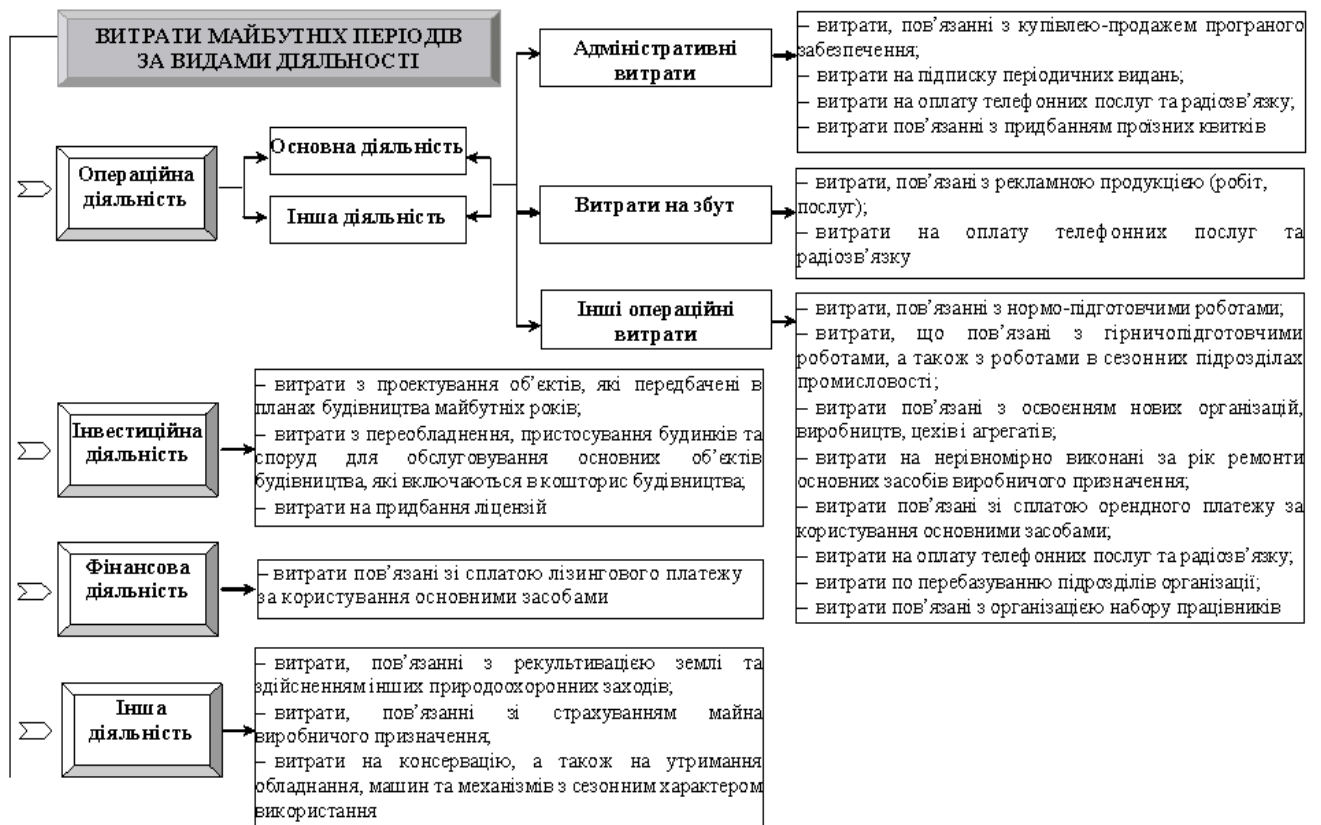 ВИТРАТИ МАЙБУТНІХ ПЕРІОДІВ
ЗА ВИДАМИ ДІЯЛЬНОСТІ
Операційна
діяльність
Основна діяльність
Інша діяльність
Адміністративні
витрати
– витрати, пов’язанні з купівлею-продажем програного
забезпечення;
– витрати на підписку періодичних видань;
– витрати на оплату телефонних послуг та радіозв’язку;
– витрати пов’язанні з придбанням проїзних квитків
Витрати на збут
– витрати, пов’язані з рекламною продукцією (робіт,
послуг);
– витрати на оплату телефонних послуг та
радіозв’язку
Інші операційні
витрати
– витрати, пов’язанні з нормо-підготовчими роботами;
– витрати, що пов’язані з гірничопідготовчими
роботами, а також з роботами в сезонних підрозділах
промисловості;
– витрати пов’язані з освоєнням нових організацій,
виробництв, цехів і агрегатів;
– витрати на нерівномірно виконані за рік ремонти
основних засобів виробничого призначення;
– витрати пов’язані зі сплатою орендного платежу за
користування основними засобами;
– витрати на оплату телефонних послуг та радіозв’язку;
– витрати по перебазуванню підрозділів організації;
– витрати пов’язані з організацією набору працівників
Інвестиційна
діяльність
– витрати з проектування об’єктів, які передбачені в
планах будівництва майбутніх років;
– витрати з переобладнення, пристосування будинків та
споруд для обслуговування основних об’єктів
будівництва, які включаються в кошторис будівництва;
– витрати на придбання ліцензій
Фінансова
діяльність
– витрати пов’язані зі сплатою лізингового платежу
за користування основними засобами
Інша
діяльність
– витрати, пов’язанні з рекультивацією землі та
здійсненням інших природоохоронних заходів;
– витрати, пов’язанні зі страхуванням майна
виробничого призначення;
– витрати на консервацію, а також на утримання
обладнання, машин та механізмів з сезонним характером
використання